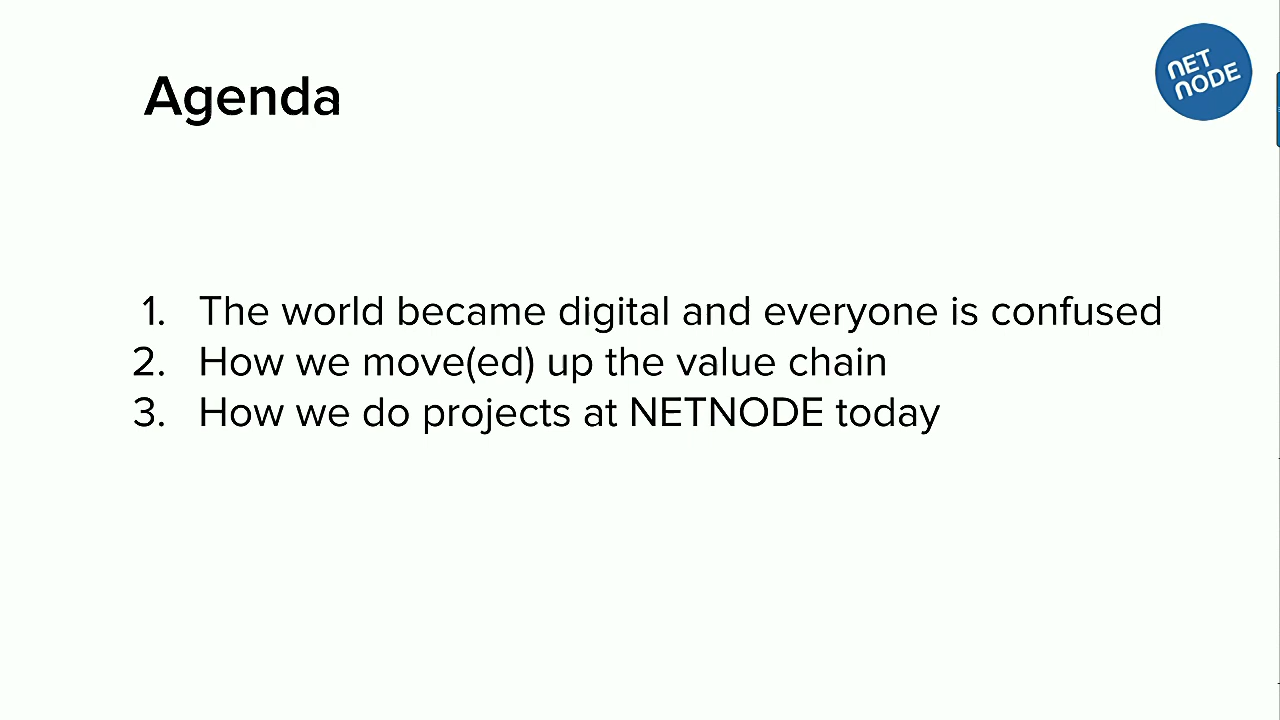 Agenda
NET
NODE
1. The world became digital and everyone is confused
2. How we move(ed) up the value chain
3. How we do projects at NETNODE today